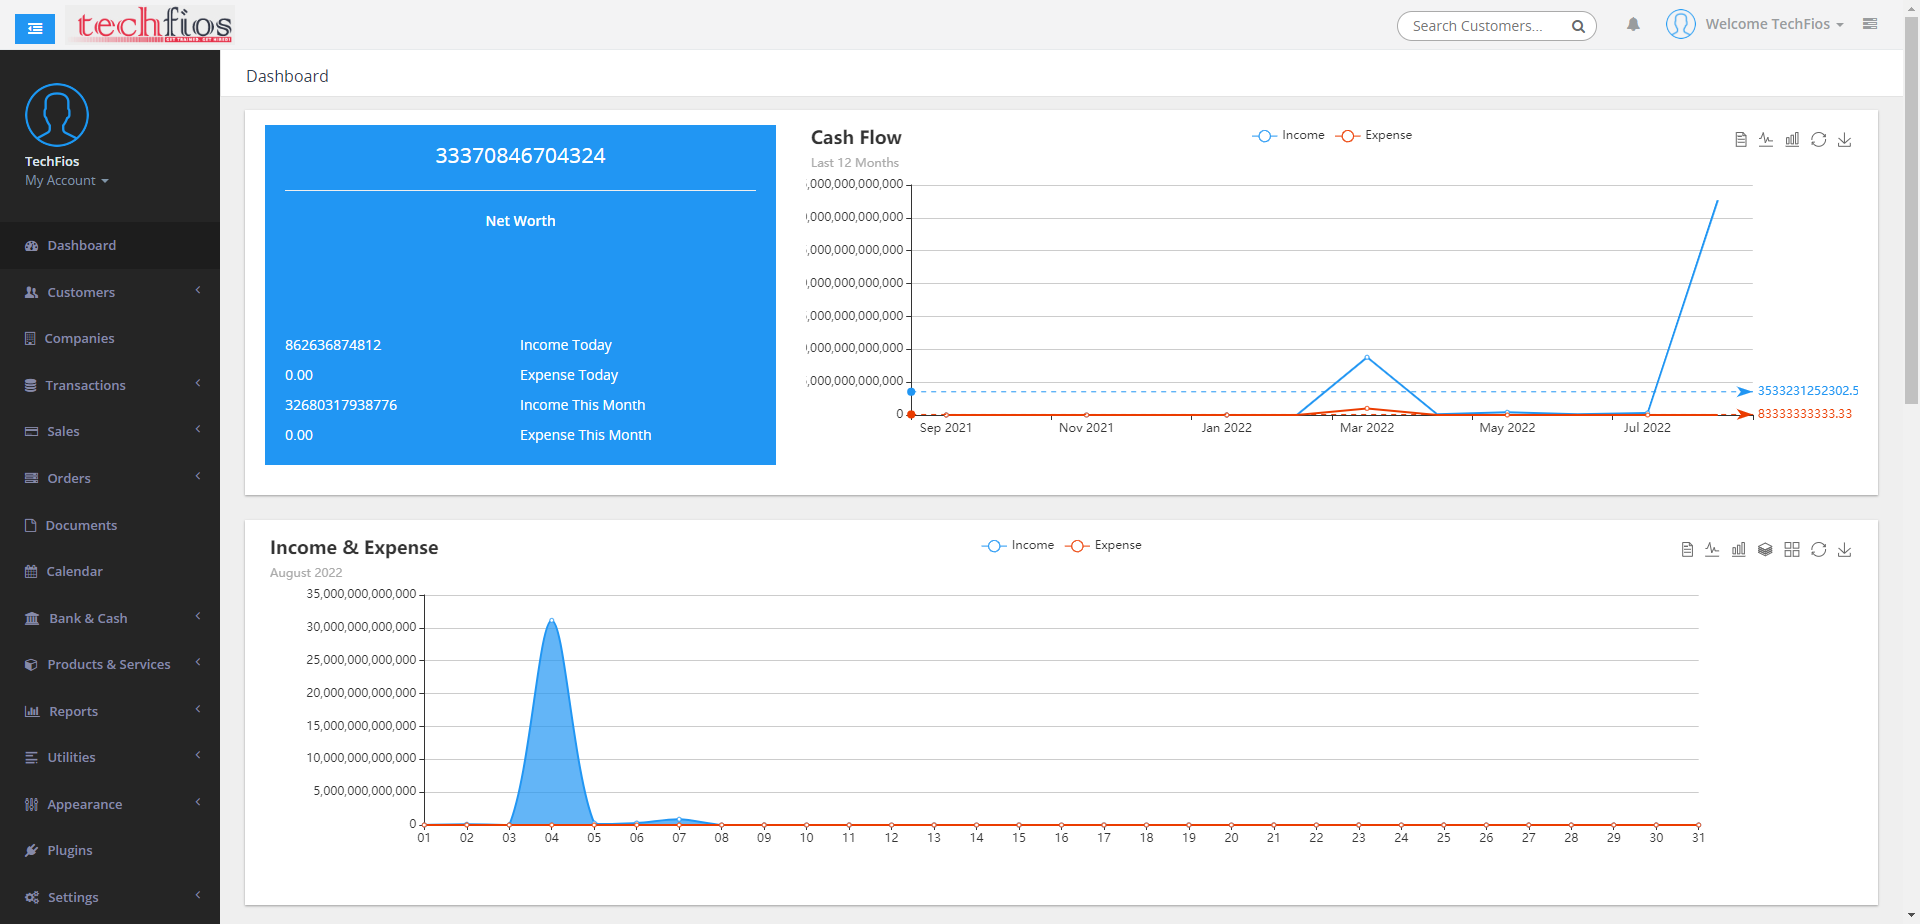 techfios
Search Customers...
Welcome TechFios
TechFios
My Account
Dashboard
Customers
Companies
Transactions
Sales
Orders
Documents
Calendar
Bank & Cash
Products & Services
Reports
Utilities
Appearance
Plugins
Settings
Dashboard
33370846704324
Net Worth
862636874812 Income Today
0.00 Expense Today
32680317938776 Income This Month
0.00 Expense This Month
Cash Flow
Last 12 Months
Income Expense
,000,000,000,000
,000,000,000,000
,000,000,000,000
,000,000,000,000
,000,000,000,000
,000,000,000,000
,000,000,000,000
0
3533231252302.5
83333333333.33
Sep 2021 Nov 2021 Jan 2022 Mar 2022 May 2022 Jul 2022
Income & Expense
August 2022
Income Expense
35,000,000,000,000
30,000,000,000,000
25,000,000,000,000
20,000,000,000,000
15,000,000,000,000
10,000,000,000,000
5,000,000,000,000
0
01 02 03 04 05 06 07 08 09 10 11 12 13 14 15 16 17 18 19 20 21 22 23 24 25 26 27 28 29 30 31